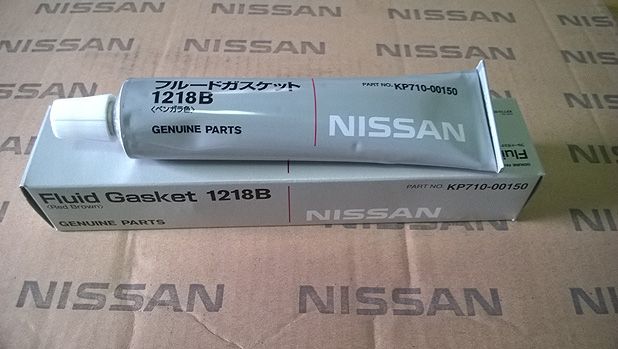 フルードガスケット
1218B
〈ベンガラ色〉
GENUINE PARTS
PART NO. KP710-00150
NISSAN
Fluid Gasket 1218B
〈Red Brown〉
GENUINE PARTS
PART NO. KP710-00150
NISSAN
Fluid
NISSAN
NISSAN
NISSAN
NISSAN
NISSAN
NISSAN
NISSAN
NISSAN
NISSAN